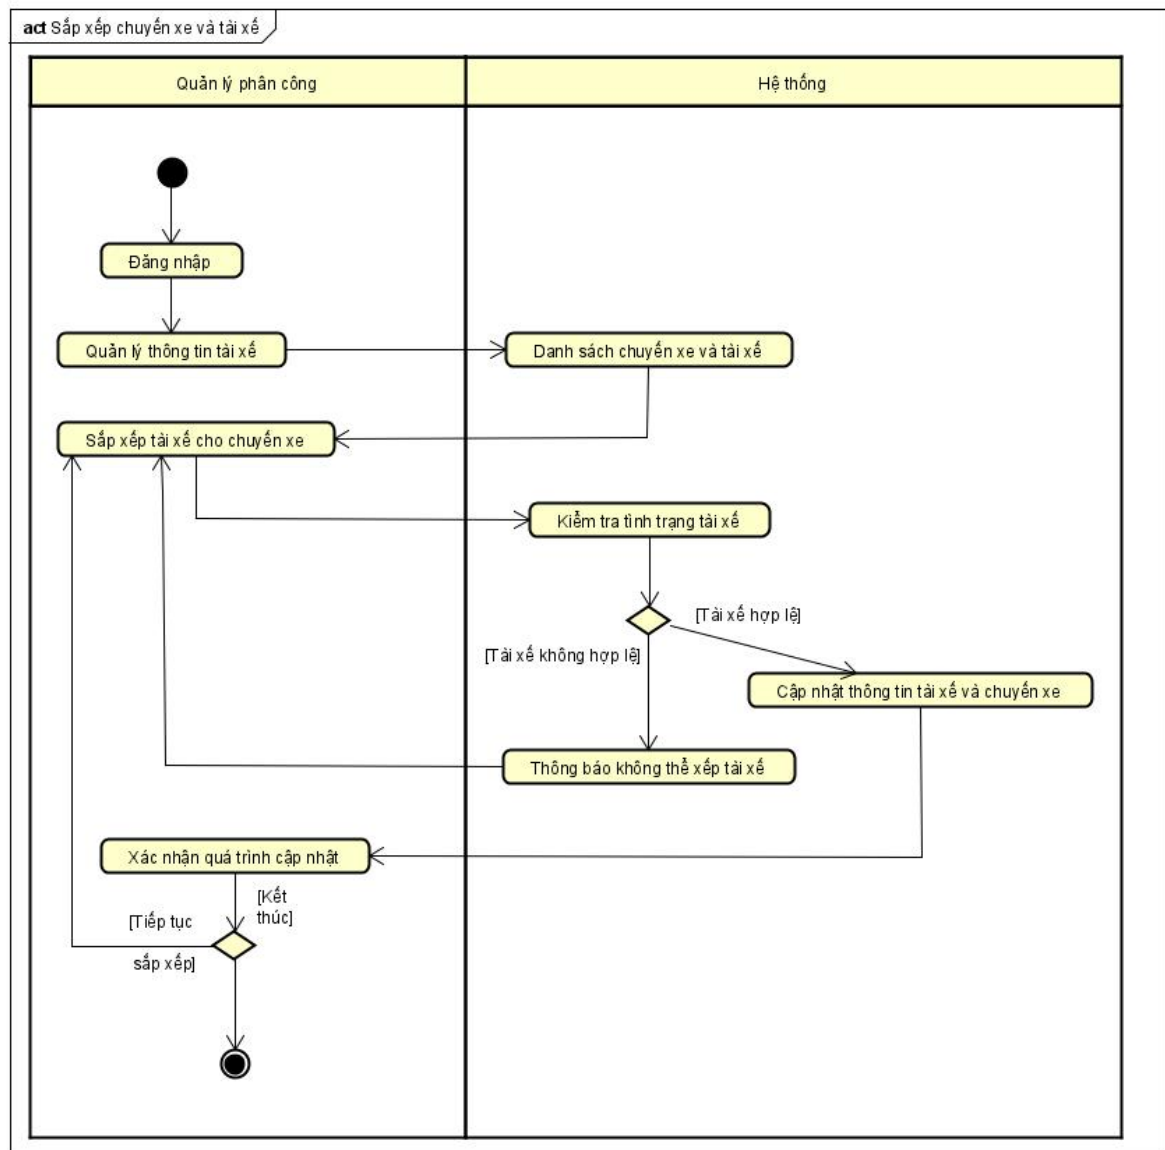 act Sắp xếp chuyến xe và tài xế
Quản lý phân công
Hệ thống
Đăng nhập
Quản lý thông tin tài xế
Danh sách chuyến xe và tài xế
Sắp xếp tài xế cho chuyến xe
Kiểm tra tình trạng tài xế
[Tài xế hợp lệ]
[Tài xế không hợp lệ]
Cập nhật thông tin tài xế và chuyến xe
Thông báo không thể xếp tài xế
Xác nhận quá trình cập nhật
[Kết
thúc]
[Tiếp tục
sắp xếp]